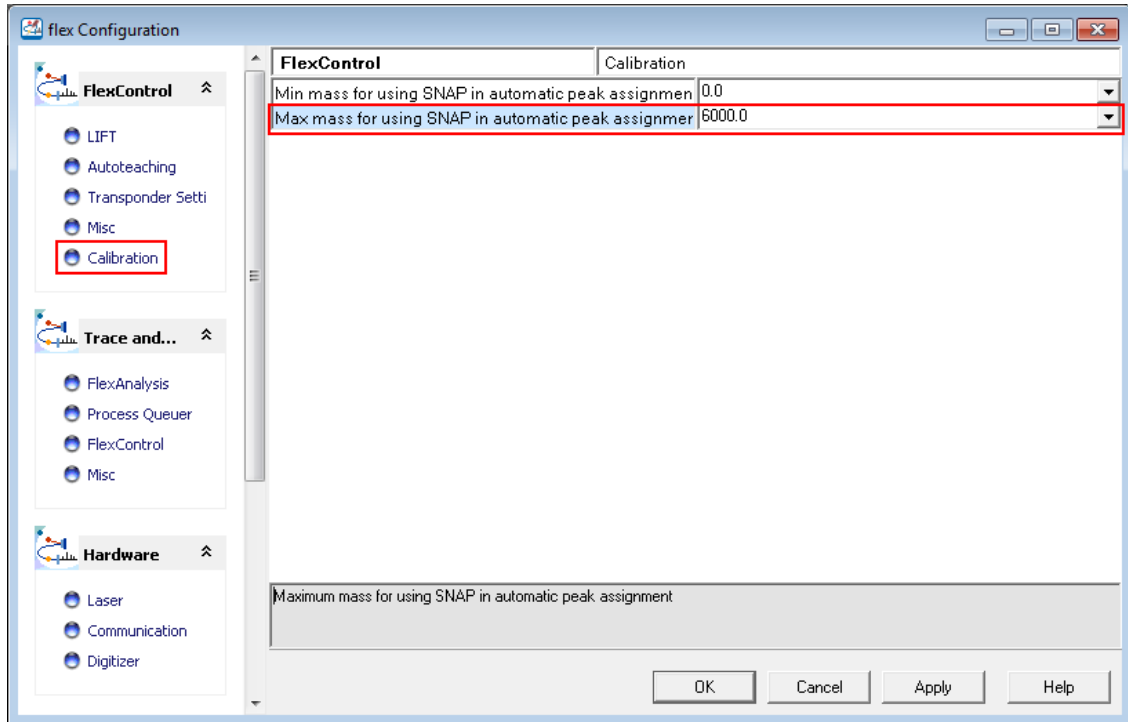 flex Configuration
FlexControl
LIFT
Autoteaching
Transponder Setti
Misc
Calibration
Trace and...
FlexAnalysis
Process Queuer
FlexControl
Misc
Hardware
Laser
Communication
Digitizer
FlexControl Calibration
Min mass for using SNAP in automatic peak assignmen 0.0
Max mass for using SNAP in automatic peak assignmer 6000.0
Maximum mass for using SNAP in automatic peak assignment
OK Cancel Apply Help